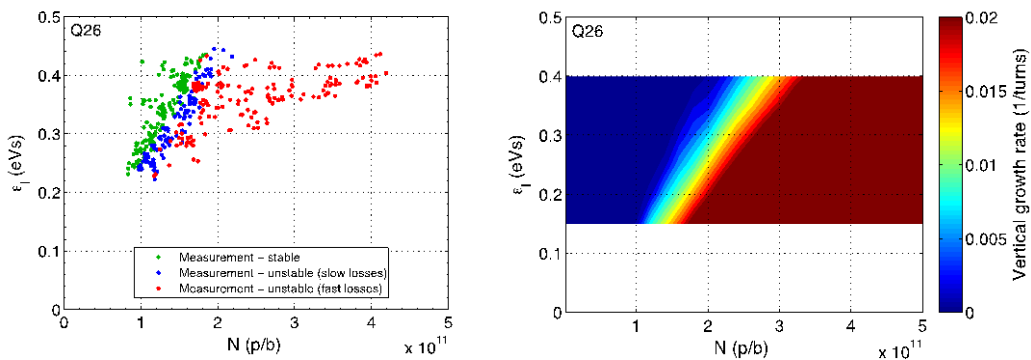 Q26
0.5
0.4
0.3
0.2
0.1
0
ε_l (eVs)
Measurement – stable
Measurement – unstable (slow losses)
Measurement – unstable (fast losses)
0 1 2 3 4 5
N (p/b)
x 10^11
Q26
0.5
0.4
0.3
0.2
0.1
0
ε_l (eVs)
1 2 3 4 5
N (p/b)
x 10^11
0.02
0.015
0.01
0.005
0
Vertical growth rate (1/turns)